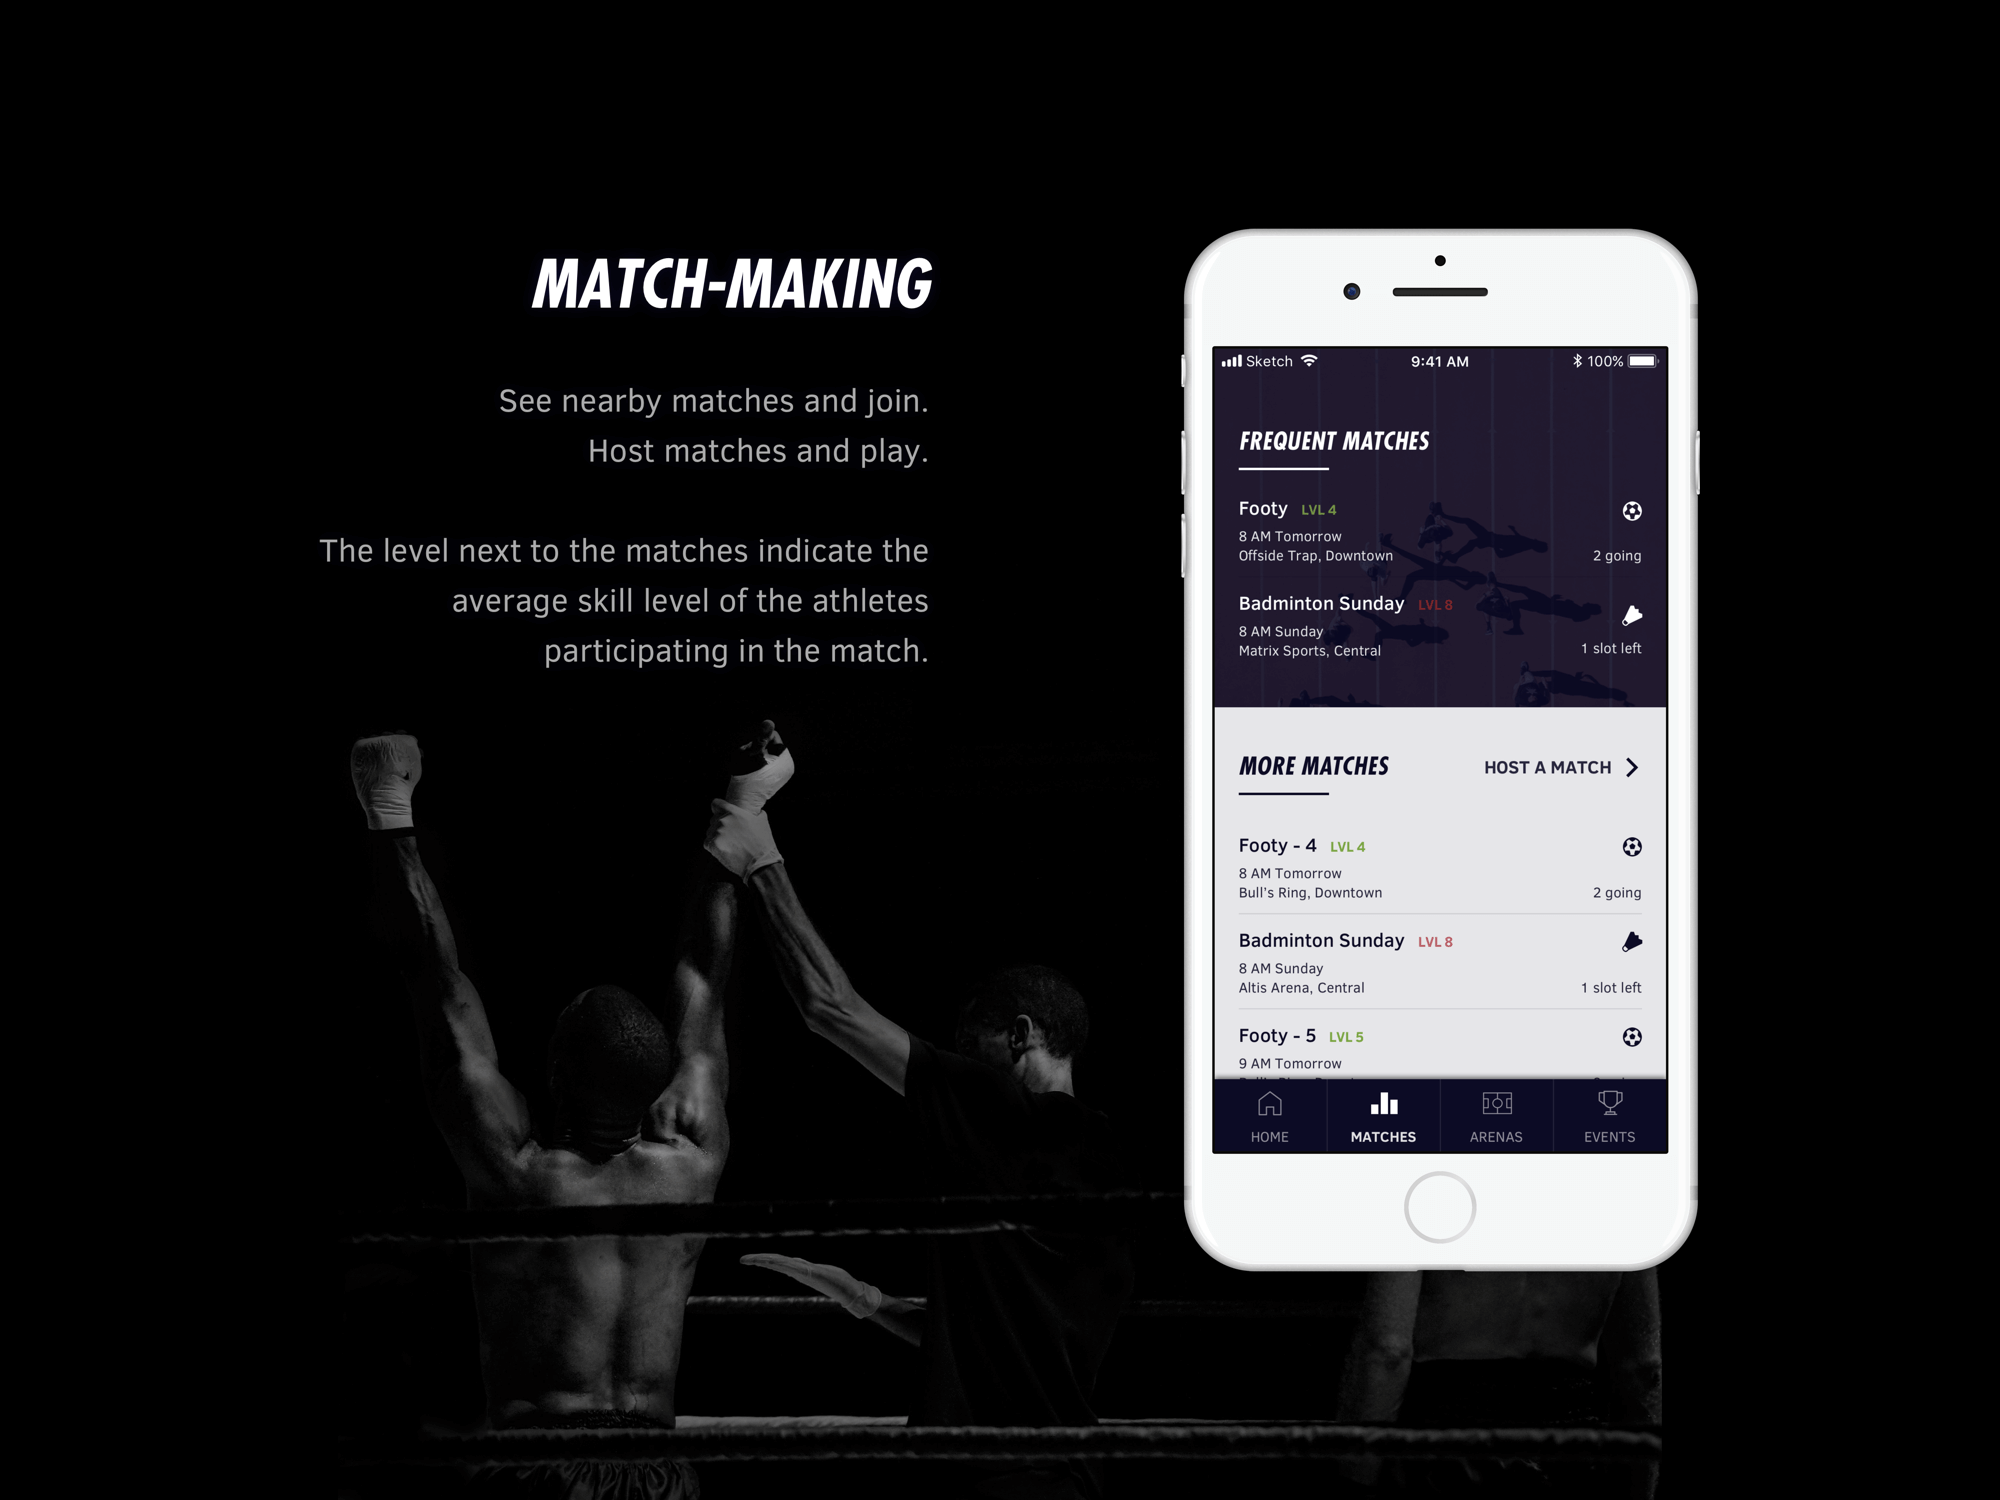 MATCH-MAKING
See nearby matches and join.
Host matches and play.
The level next to the matches indicate the
average skill level of the athletes
participating in the match.
Sketch 9:41 AM 100%
FREQUENT MATCHES
Footy LVL 4
8 AM Tomorrow
Offside Trap, Downtown 2 going
Badminton Sunday LVL 8
8 AM Sunday
Matrix Sports, Central 1 slot left
MORE MATCHES HOST A MATCH
Footy - 4 LVL 4
8 AM Tomorrow
Bull's Ring, Downtown 2 going
Badminton Sunday LVL 8
8 AM Sunday
Altis Arena, Central 1 slot left
Footy - 5 LVL 5
9 AM Tomorrow
HOME MATCHES ARENAS EVENTS